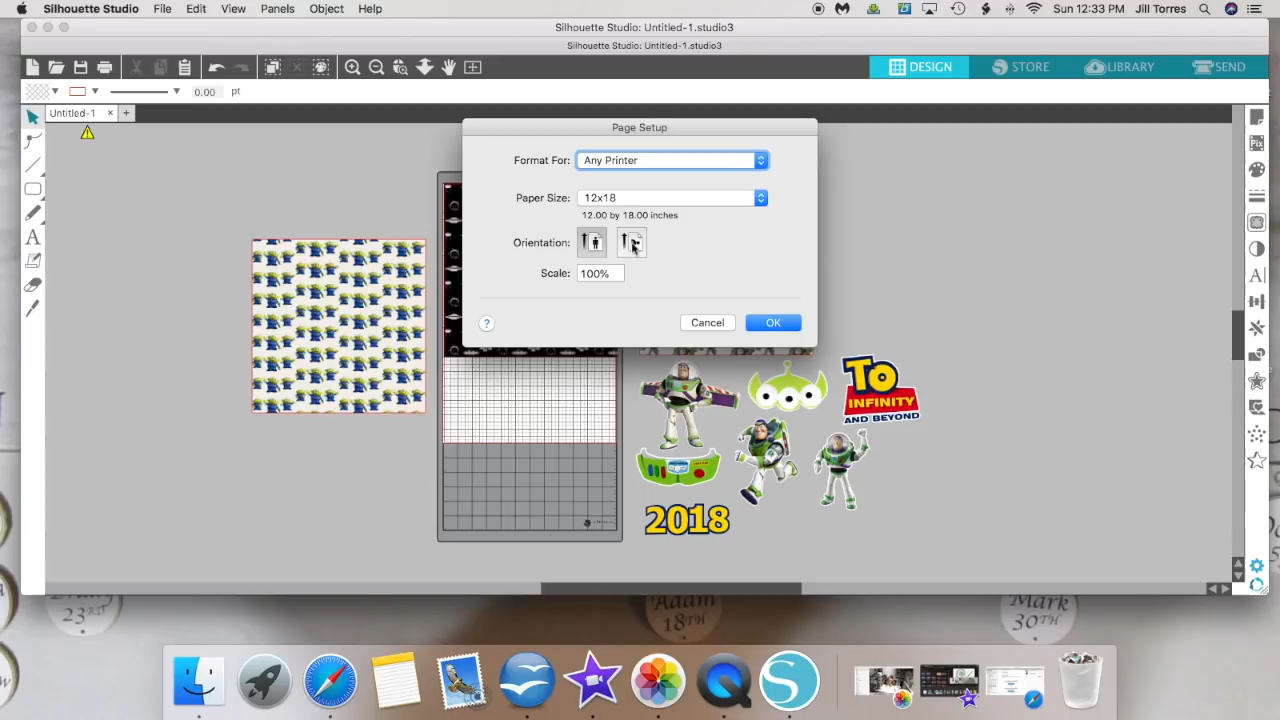 Silhouette Studio File Edit View Panels Object Help Sun 12:33 PM Jill Torres
Silhouette Studio: Untitled-1.studio3
Silhouette Studio: Untitled-1.studio3
DESIGN STORE LIBRARY SEND
0.00 pt
Untitled-1 × +
Page Setup
Format For: Any Printer
Paper Size: 12x18
12.00 by 18.00 inches
Orientation:
Scale: 100%
? Cancel OK
To
INFINITY
AND BEYOND
2018
23RD
Adam
18TH
Mark
30TH